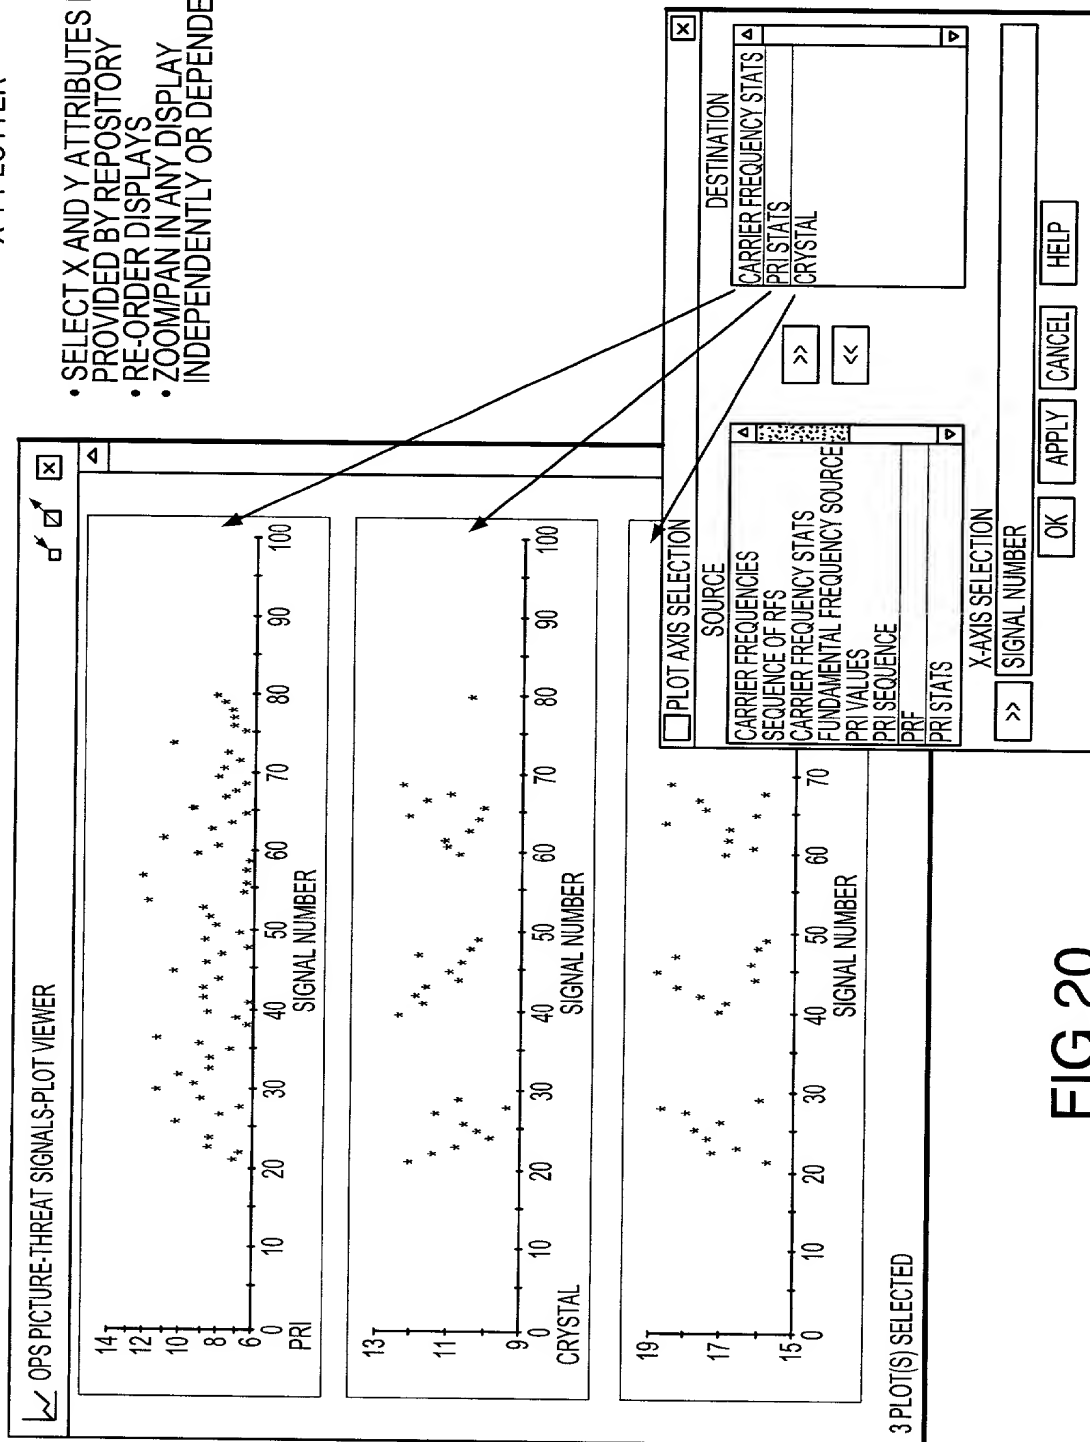 • SELECT X AND Y ATTRIBUTES
PROVIDED BY REPOSITORY
• RE-ORDER DISPLAYS
• ZOOM/PAN IN ANY DISPLAY
INDEPENDENTLY OR
OPS PICTURE-THREAT SIGNALS-PLOT VIEWER
14
12
10
8
6
0 10 20 30 40 50 60 70 80 90 100
PRI
SIGNAL NUMBER
13
11
9
0 10 20 30 40 50 60 70 80 90 100
CRYSTAL
SIGNAL NUMBER
19
17
15
0 10 20 30 40 50 60 70
SIGNAL NUMBER
3 PLOT(S) SELECTED
PLOT AXIS SELECTION
SOURCE
CARRIER FREQUENCIES
SEQUENCE OF RFS
CARRIER FREQUENCY STATS
FUNDAMENTAL FREQUENCY SOURCE
PRI VALUES
PRI SEQUENCE
PRF
PRI STATS
>>
<<
DESTINATION
CARRIER FREQUENCY STATS
PRI STATS
CRYSTAL
X-AXIS SELECTION
>> SIGNAL NUMBER
OK APPLY CANCEL HELP
FIG. 20